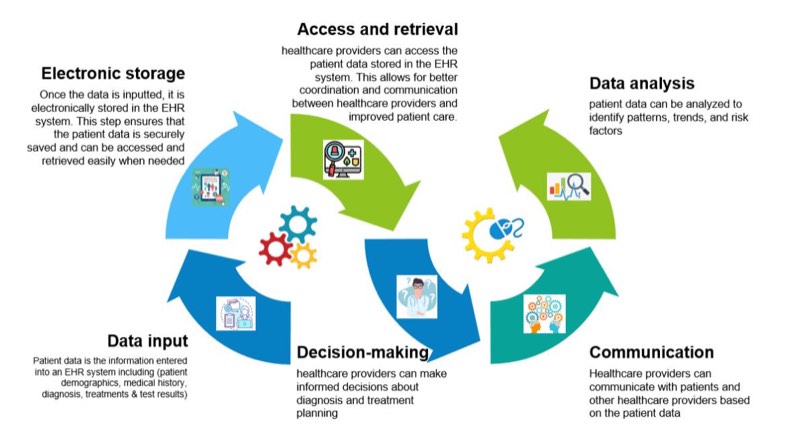 Access and retrieval
healthcare providers can access the
patient data stored in the EHR
system. This allows for better
coordination and communication
between healthcare providers and
improved patient care.
Electronic storage
Once the data is inputted, it is
electronically stored in the EHR
system. This step ensures that
the patient data is securely
saved and can be accessed and
retrieved easily when needed
Data analysis
patient data can be analyzed to
identify patterns, trends, and risk
factors
Data input
Patient data is the information entered
into an EHR system including (patient
demographics, medical history,
diagnosis, treatments & test results)
Decision-making
healthcare providers can make
informed decisions about
diagnosis and treatment
planning
Communication
Healthcare providers can
communicate with patients and
other healthcare providers based
on the patient data